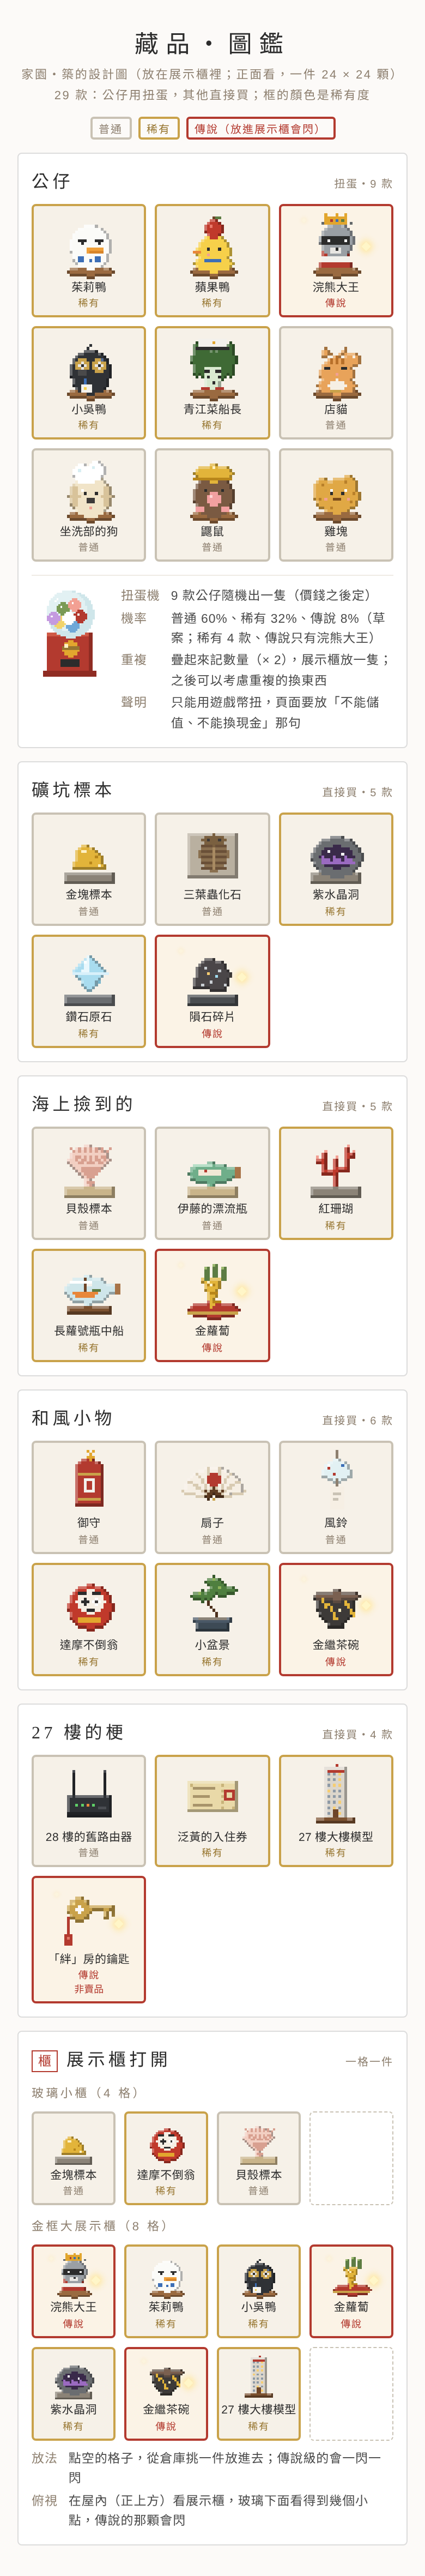 藏品・圖鑑
家園・築的設計圖（放在展示櫃裡；正面看，一件 24 × 24 顆）
29 款：公仔用扭蛋，其他直接買；框的顏色是稀有度
普通 稀有 傳說（放進展示櫃會閃）
公仔 扭蛋・9 款
茱莉鴨 蘋果鴨 浣熊大王
稀有 稀有 傳說
小吳鴨 青江菜船長 店貓
稀有 稀有 普通
坐洗部的狗 鼴鼠 雞塊
普通 普通 普通
扭蛋機 9 款公仔隨機出一隻（價錢之後定）
機率 普通 60%、稀有 32%、傳說 8%（草
案；稀有 4 款、傳說只有浣熊大王）
重複 疊起來記數量（× 2），展示櫃放一隻；
之後可以考慮重複的換東西
聲明 只能用遊戲幣扭，頁面要放「不能儲
值、不能換現金」那句
礦坑標本 直接買・5 款
金塊標本 三葉蟲化石 紫水晶洞
普通 普通 稀有
鑽石原石 隕石碎片
稀有 傳說
海上撿到的 直接買・5 款
貝殼標本 伊藤的漂流瓶 紅珊瑚
普通 普通 稀有
長蘿號瓶中船 金蘿蔔
稀有 傳說
和風小物 直接買・6 款
御守 扇子 風鈴
普通 普通 普通
達摩不倒翁 小盆景 金繼茶碗
稀有 稀有 傳說
27 樓的梗 直接買・4 款
28 樓的舊路由器 泛黃的入住券 27 樓大樓模型
普通 稀有 稀有
「絆」房的鑰匙
傳說
非賣品
櫃 展示櫃打開 一格一件
玻璃小櫃（4 格）
金塊標本 達摩不倒翁 貝殼標本
普通 稀有 普通
金框大展示櫃（8 格）
浣熊大王 茱莉鴨 小吳鴨 金蘿蔔
傳說 稀有 稀有 傳說
紫水晶洞 金繼茶碗 27 樓大樓模型
稀有 傳說 稀有
放法 點空的格子，從倉庫挑一件放進去；傳說級的會一閃一
閃
俯視 在屋內（正上方）看展示櫃，玻璃下面看得到幾個小
點，傳說的那顆會閃